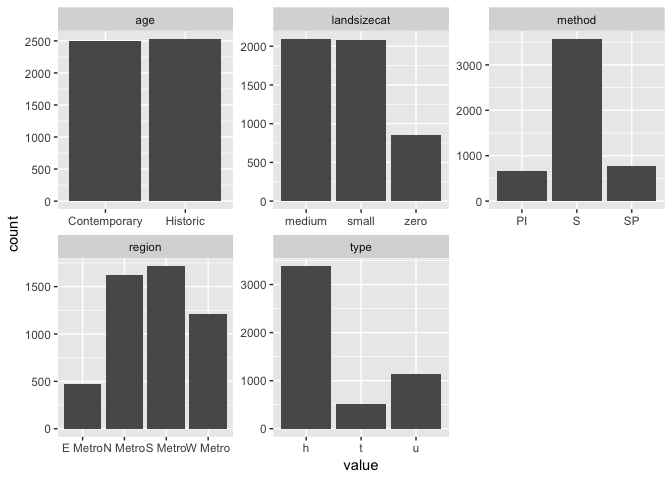 age
2500
2000
1500
1000
500
0
Contemporary Historic
landsizecat
2000
1500
1000
500
0
medium small zero
method
3000
2000
1000
0
PI S SP
count
region
1500
1000
500
0
E Metro N Metro S Metro W Metro
type
3000
2000
1000
0
h t u
value